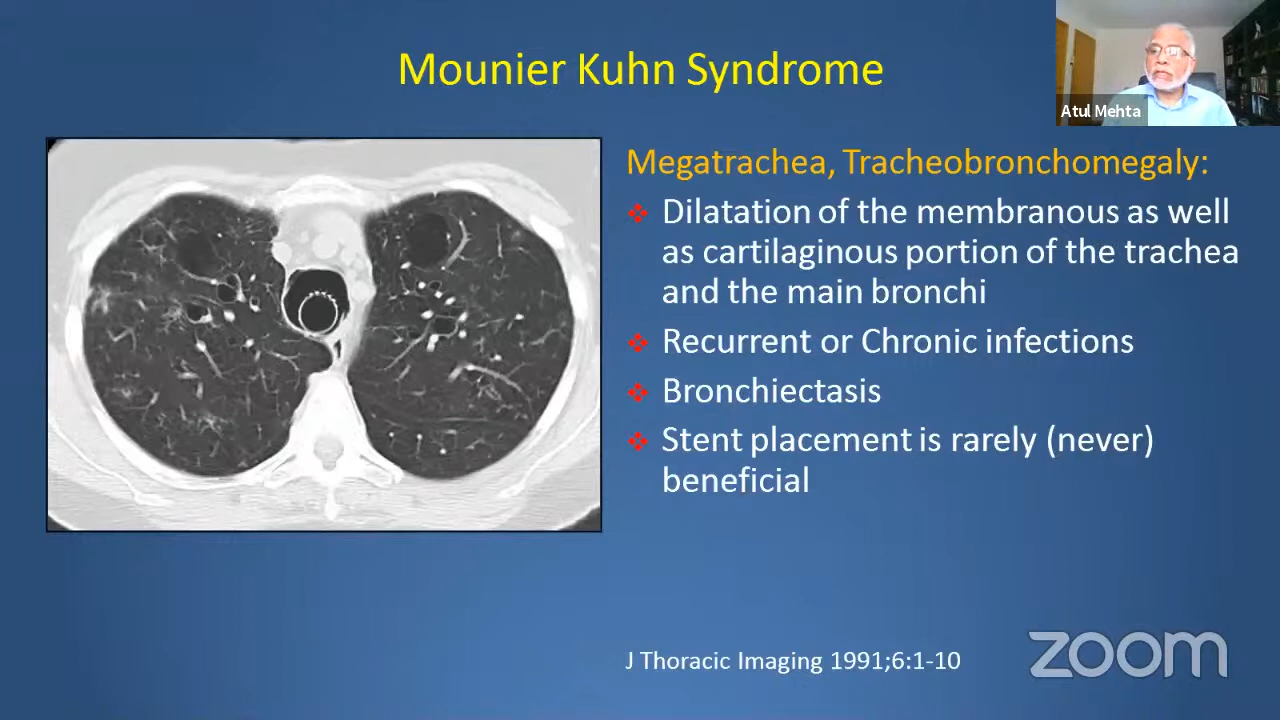 Mounier Kuhn Syndrome
Atul Mehta
Megatrachea, Tracheobronchomegaly:
Dilatation of the membranous as well
as cartilaginous portion of the trachea
and the main bronchi
Recurrent or Chronic infections
Bronchiectasis
Stent placement is rarely (never)
beneficial
J Thoracic Imaging 1991;6:1-10
zoom